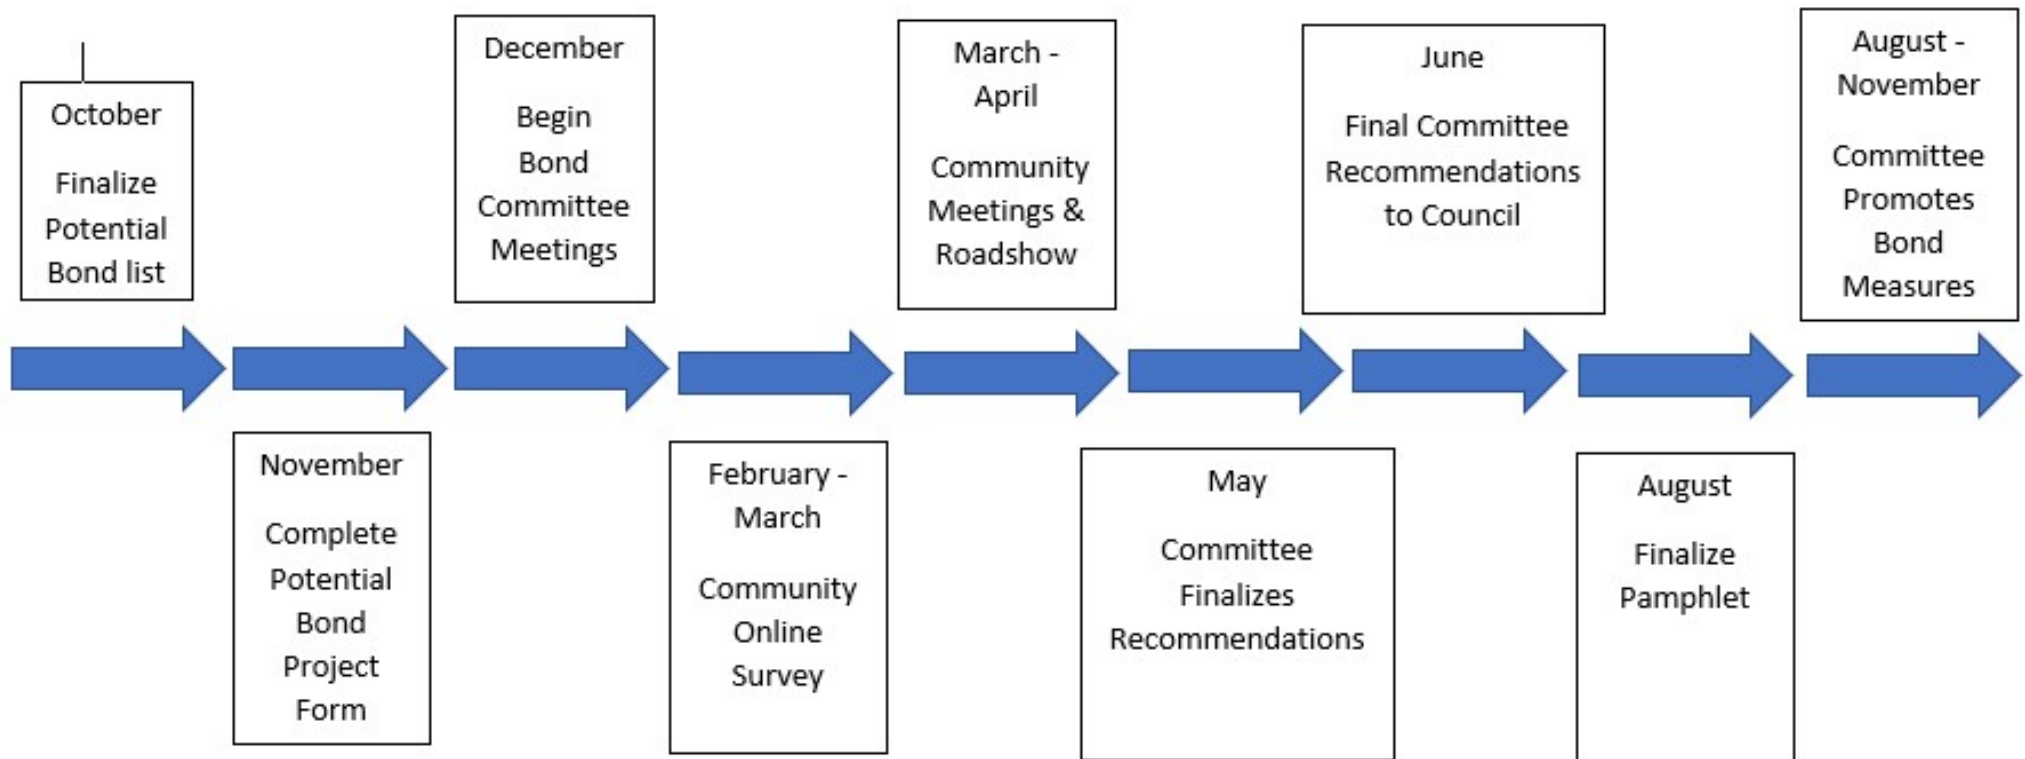 October
Finalize
Potential
Bond list
November
Complete
Potential
Bond
Project
Form
December
Begin
Bond
Committee
Meetings
February -
March
Community
Online
Survey
March -
April
Community
Meetings &
Roadshow
May
Committee
Finalizes
Recommendations
June
Final Committee
Recommendations
to Council
August
Finalize
Pamphlet
August -
November
Committee
Promotes
Bond
Measures